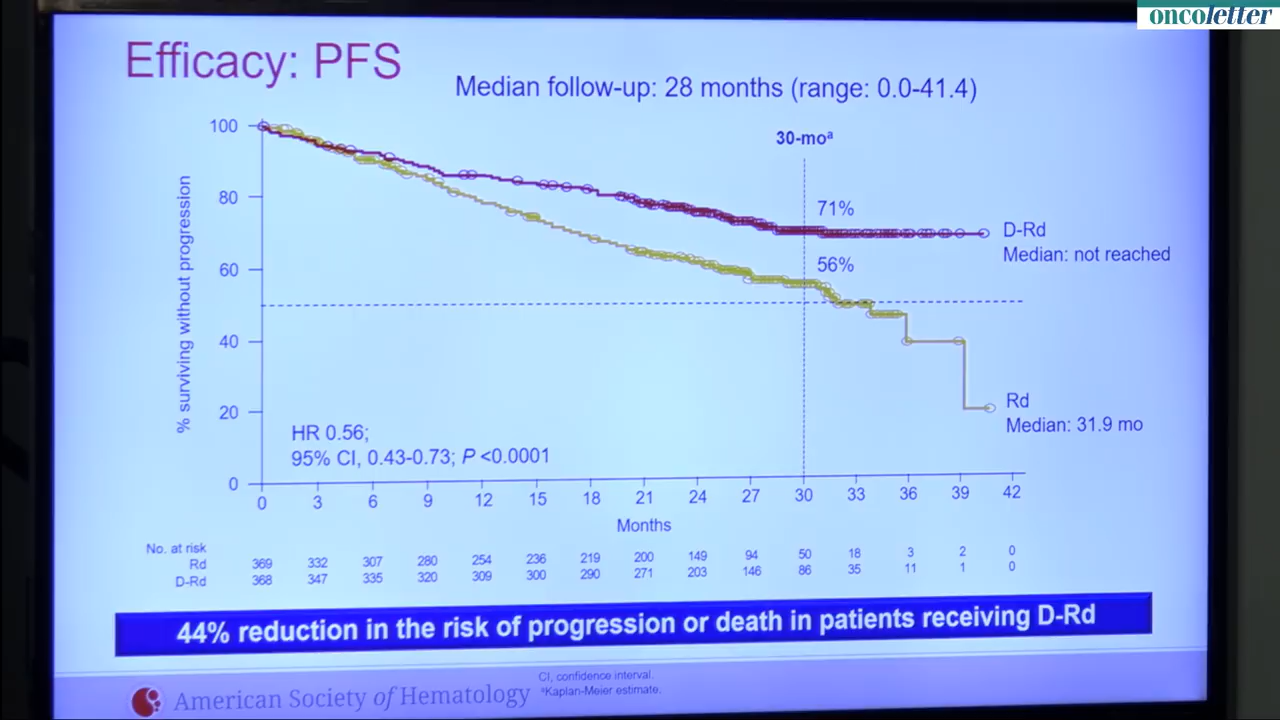 oncoletter
Efficacy: PFS
Median follow-up: 28 months (range: 0.0-41.4)
30-moª
100
80
60
40
20
0
% surviving without progression
71%
56%
D-Rd
Median: not reached
Rd
Median: 31.9 mo
HR 0.56;
95% CI, 0.43-0.73; P <0.0001
0 3 6 9 12 15 18 21 24 27 30 33 36 39 42
Months
No. at risk
Rd 369 332 307 280 254 236 219 200 149 94 50 18 3 2 0
D-Rd 368 347 335 320 309 300 290 271 203 146 86 35 11 1 0
44% reduction in the risk of progression or death in patients receiving D-Rd
American Society of Hematology
CI, confidence interval.
ªKaplan-Meier estimate.